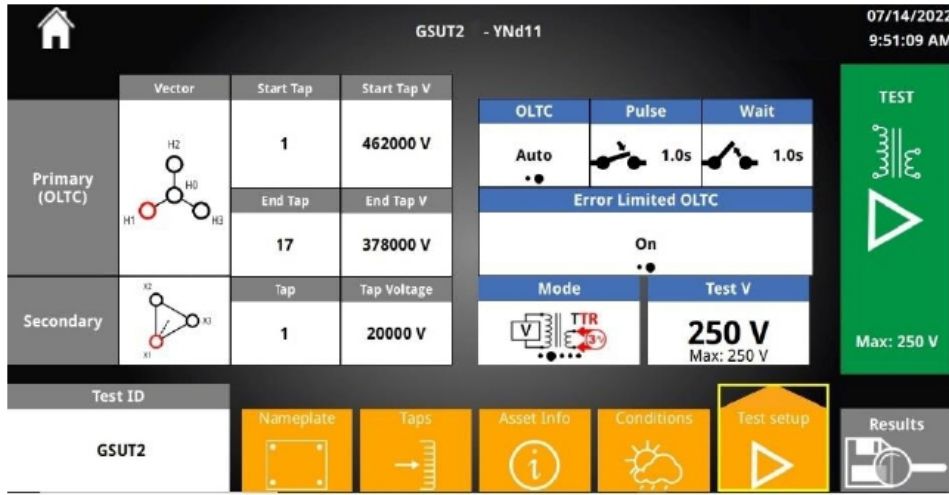 GSUT2 - YNd11
07/14/2022
9:51:09 AM
Vector
Start Tap
Start Tap V
Primary
(OLTC)
H2
H0
H1
H3
1
462000 V
End Tap
End Tap V
17
378000 V
Secondary
X2
X3
X1
Tap
Tap Voltage
1
20000 V
OLTC
Pulse
Wait
Auto
1.0s
1.0s
Error Limited OLTC
On
Mode
Test V
V
TTR
3~
250 V
Max: 250 V
TEST
Max: 250 V
Test ID
GSUT2
Nameplate
Taps
Asset Info
i
Conditions
Test setup
Results